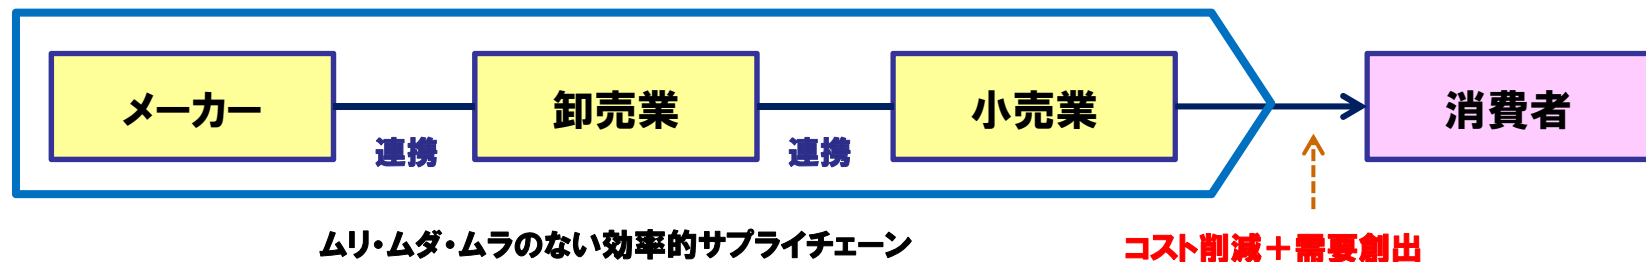 メーカー
卸売業
小売業
消費者
連携
連携
ムリ・ムダ・ムラのない効率的サプライチェーン
コスト削減＋需要創出